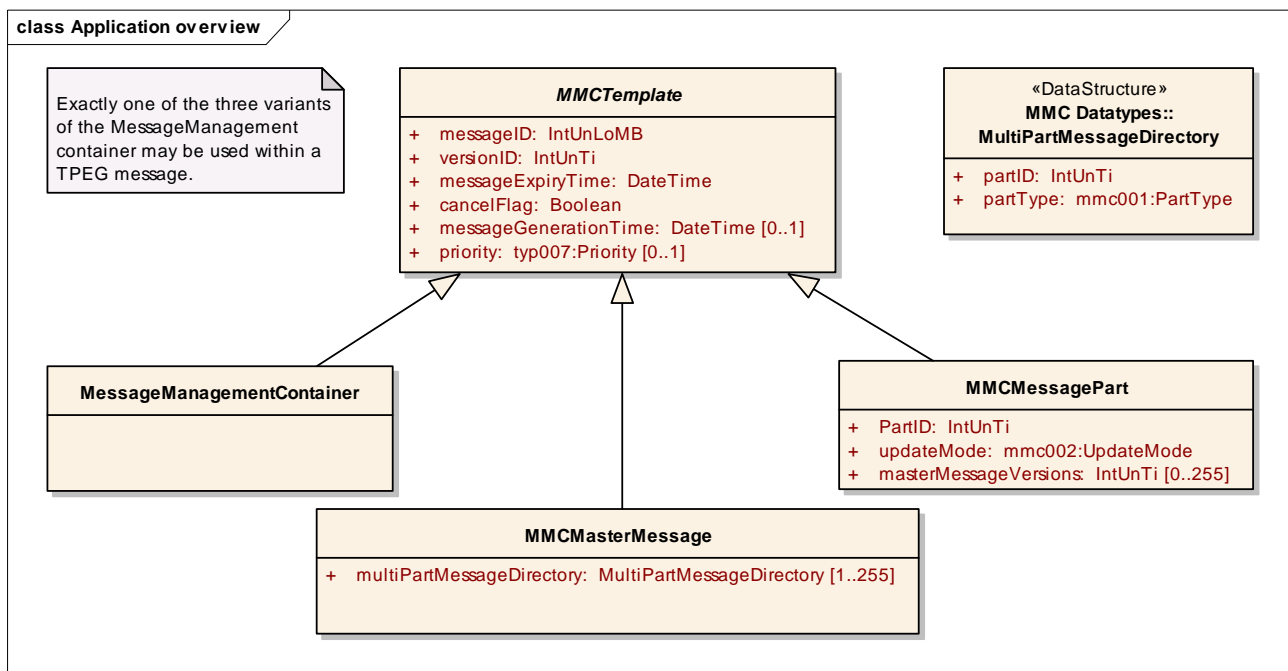 class Application overview
Exactly one of the three variants
of the MessageManagement
container may be used within a
TPEG message.
MMCTemplate
+ messageID: IntUnLoMB
+ versionID: IntUnTi
+ messageExpiryTime: DateTime
+ cancelFlag: Boolean
+ messageGenerationTime: DateTime [0..1]
+ priority: typ007:Priority [0..1]
«DataStructure»
MMC Datatypes::
MultiPartMessageDirectory
+ partID: IntUnTi
+ partType: mmc001:PartType
MessageManagementContainer
MMCMessagePart
+ PartID: IntUnTi
+ updateMode: mmc002:UpdateMode
+ masterMessageVersions: IntUnTi [0..255]
MMCMasterMessage
+ multiPartMessageDirectory: MultiPartMessageDirectory [1..255]